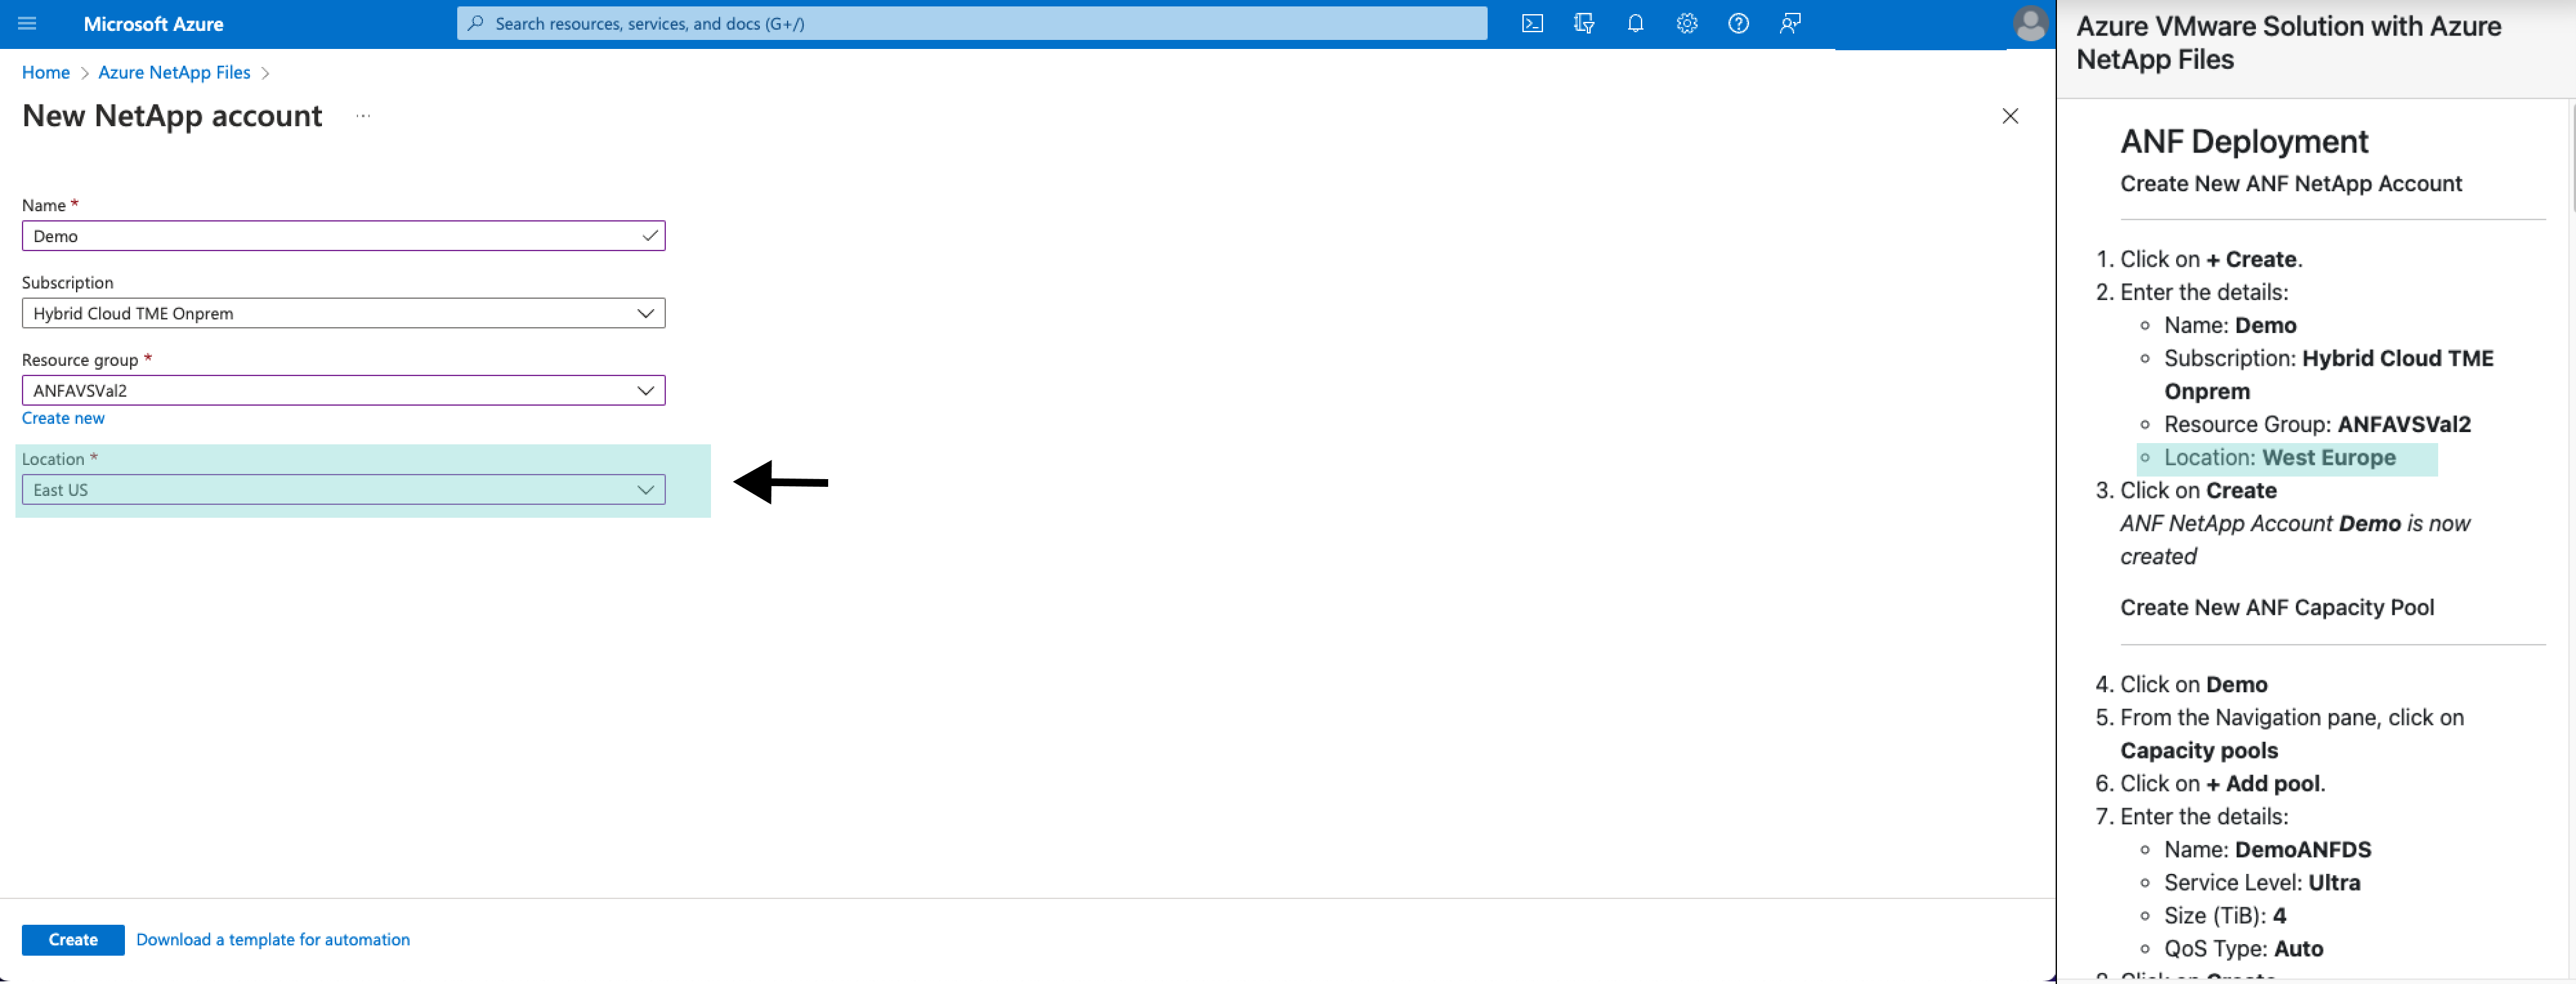 Microsoft Azure
Search resources, services, and docs (G+/)
Home > Azure NetApp Files >
New NetApp account ...
Name *
Demo
Subscription
Hybrid Cloud TME Onprem
Resource group *
ANFAVSVal2
Create new
Location *
East US
Create
Download a template for automation
Azure VMware Solution with Azure
NetApp Files
ANF Deployment
Create New ANF NetApp Account
1. Click on + Create.
2. Enter the details:
Name: Demo
Subscription: Hybrid Cloud TME
Onprem
Resource Group: ANFAVSVal2
Location: West Europe
3. Click on Create
ANF NetApp Account Demo is now
created
Create New ANF Capacity Pool
4. Click on Demo
5. From the Navigation pane, click on
Capacity pools
6. Click on + Add pool.
7. Enter the details:
Name: DemoANFDS
Service Level: Ultra
Size (TiB): 4
QoS Type: Auto
8. Click on Create